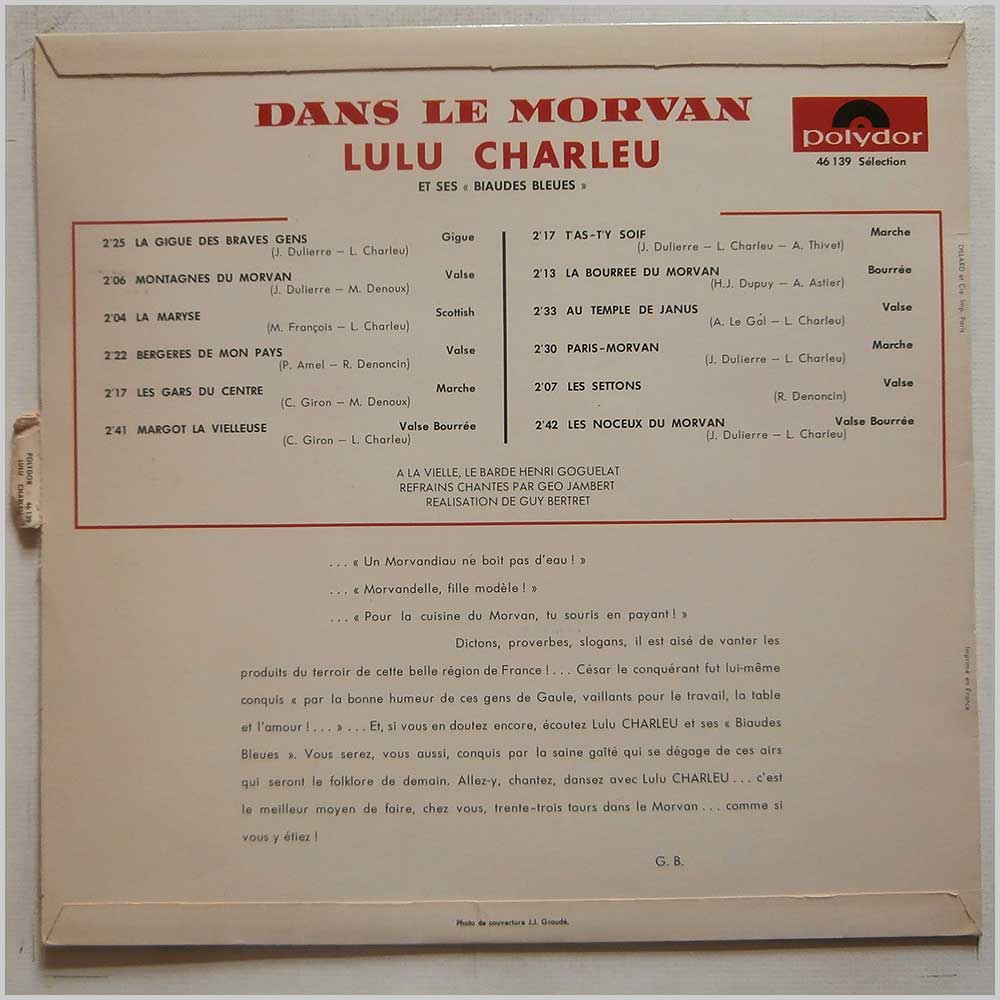 DANS LE MORVAN
LULU CHARLEU
ET SES « BIAUDES BLEUES »
polydor
46 139 Sélection
2'25 LA GIGUE DES BRAVES GENS Gigue
(J. Dulierre – L. Charleu)
2'06 MONTAGNES DU MORVAN Valse
(J. Dulierre – M. Denoux)
2'04 LA MARYSE Scottish
(M. François – L. Charleu)
2'22 BERGERES DE MON PAYS Valse
(P. Amel – R. Denoncin)
2'17 LES GARS DU CENTRE Marche
(C. Giron – M. Denoux)
2'41 MARGOT LA VIELLEUSE Valse Bourrée
(C. Giron – L. Charleu)
2'17 T'AS-T'Y SOIF Marche
(J. Dulierre – L. Charleu – A. Thivet)
2'13 LA BOURREE DU MORVAN Bourrée
(H.J. Dupuy – A. Astier)
2'33 AU TEMPLE DE JANUS Valse
(A. Le Gal – L. Charleu)
2'30 PARIS-MORVAN Marche
(J. Dulierre – L. Charleu)
2'07 LES SETTONS Valse
(R. Denoncin)
2'42 LES NOCEUX DU MORVAN Valse Bourrée
(J. Dulierre – L. Charleu)
A LA VIELLE, LE BARDE HENRI GOGUELAT
REFRAINS CHANTES PAR GEO JAMBERT
REALISATION DE GUY BERTRET
POLYDOR 46 139
LULU CHARLEU
... « Un Morvandiau ne boit pas d'eau ! »
... « Morvandelle, fille modèle ! »
... « Pour la cuisine du Morvan, tu souris en payant ! »
Dictons, proverbes, slogans, il est aisé de vanter les
produits du terroir de cette belle région de France !... César le conquérant fut lui-même
conquis « par la bonne humeur de ces gens de Gaule, vaillants pour le travail, la table
et l'amour !... » ... Et, si vous en doutez encore, écoutez Lulu CHARLEU et ses « Biaudes
Bleues ». Vous serez, vous aussi, conquis par la saine gaîté qui se dégage de ces airs
qui seront le folklore de demain. Allez-y, chantez, dansez avec Lulu CHARLEU... c'est
le meilleur moyen de faire, chez vous, trente-trois tours dans le Morvan... comme si
vous y étiez !
G. B.
DILLARD et Cie Imp. Paris
Imprimé en France
Photo de couverture J.J. Groudé.